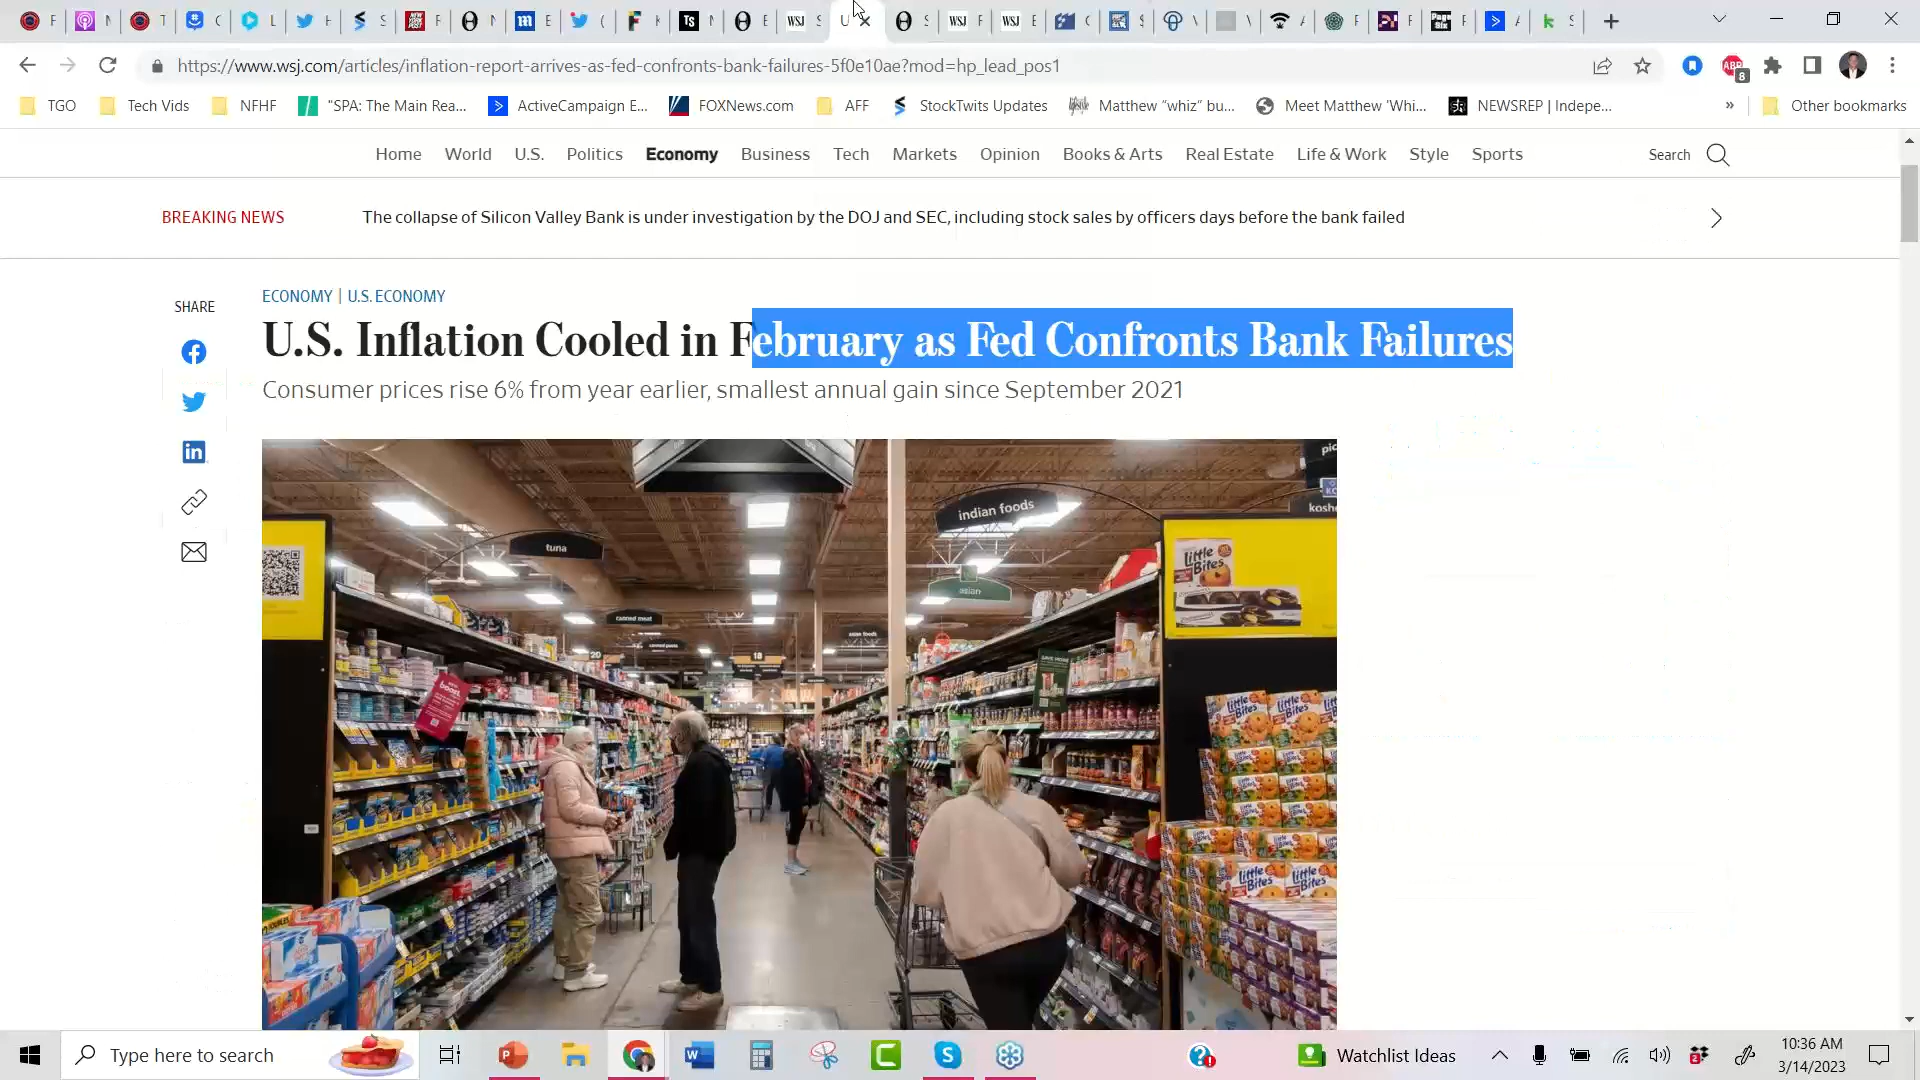 https://www.wsj.com/articles/inflation-report-arrives-as-fed-confronts-bank-failures-5f0e10ae?mod=hp_lead_pos1
TGO Tech Vids NFHF "SPA: The Main Rea... ActiveCampaign E... FOXNews.com AFF StockTwits Updates Matthew "whiz" bu... Meet Matthew 'Whi... NEWSREP | Indepe... » Other bookmarks
Home World U.S. Politics Economy Business Tech Markets Opinion Books & Arts Real Estate Life & Work Style Sports Search
BREAKING NEWS The collapse of Silicon Valley Bank is under investigation by the DOJ and SEC, including stock sales by officers days before the bank failed
SHARE
ECONOMY | U.S. ECONOMY
U.S. Inflation Cooled in February as Fed Confronts Bank Failures
Consumer prices rise 6% from year earlier, smallest annual gain since September 2021
indian foods
tuna
asian
canned meat
20
18
little Bites
Type here to search
Watchlist Ideas
10:36 AM
3/14/2023